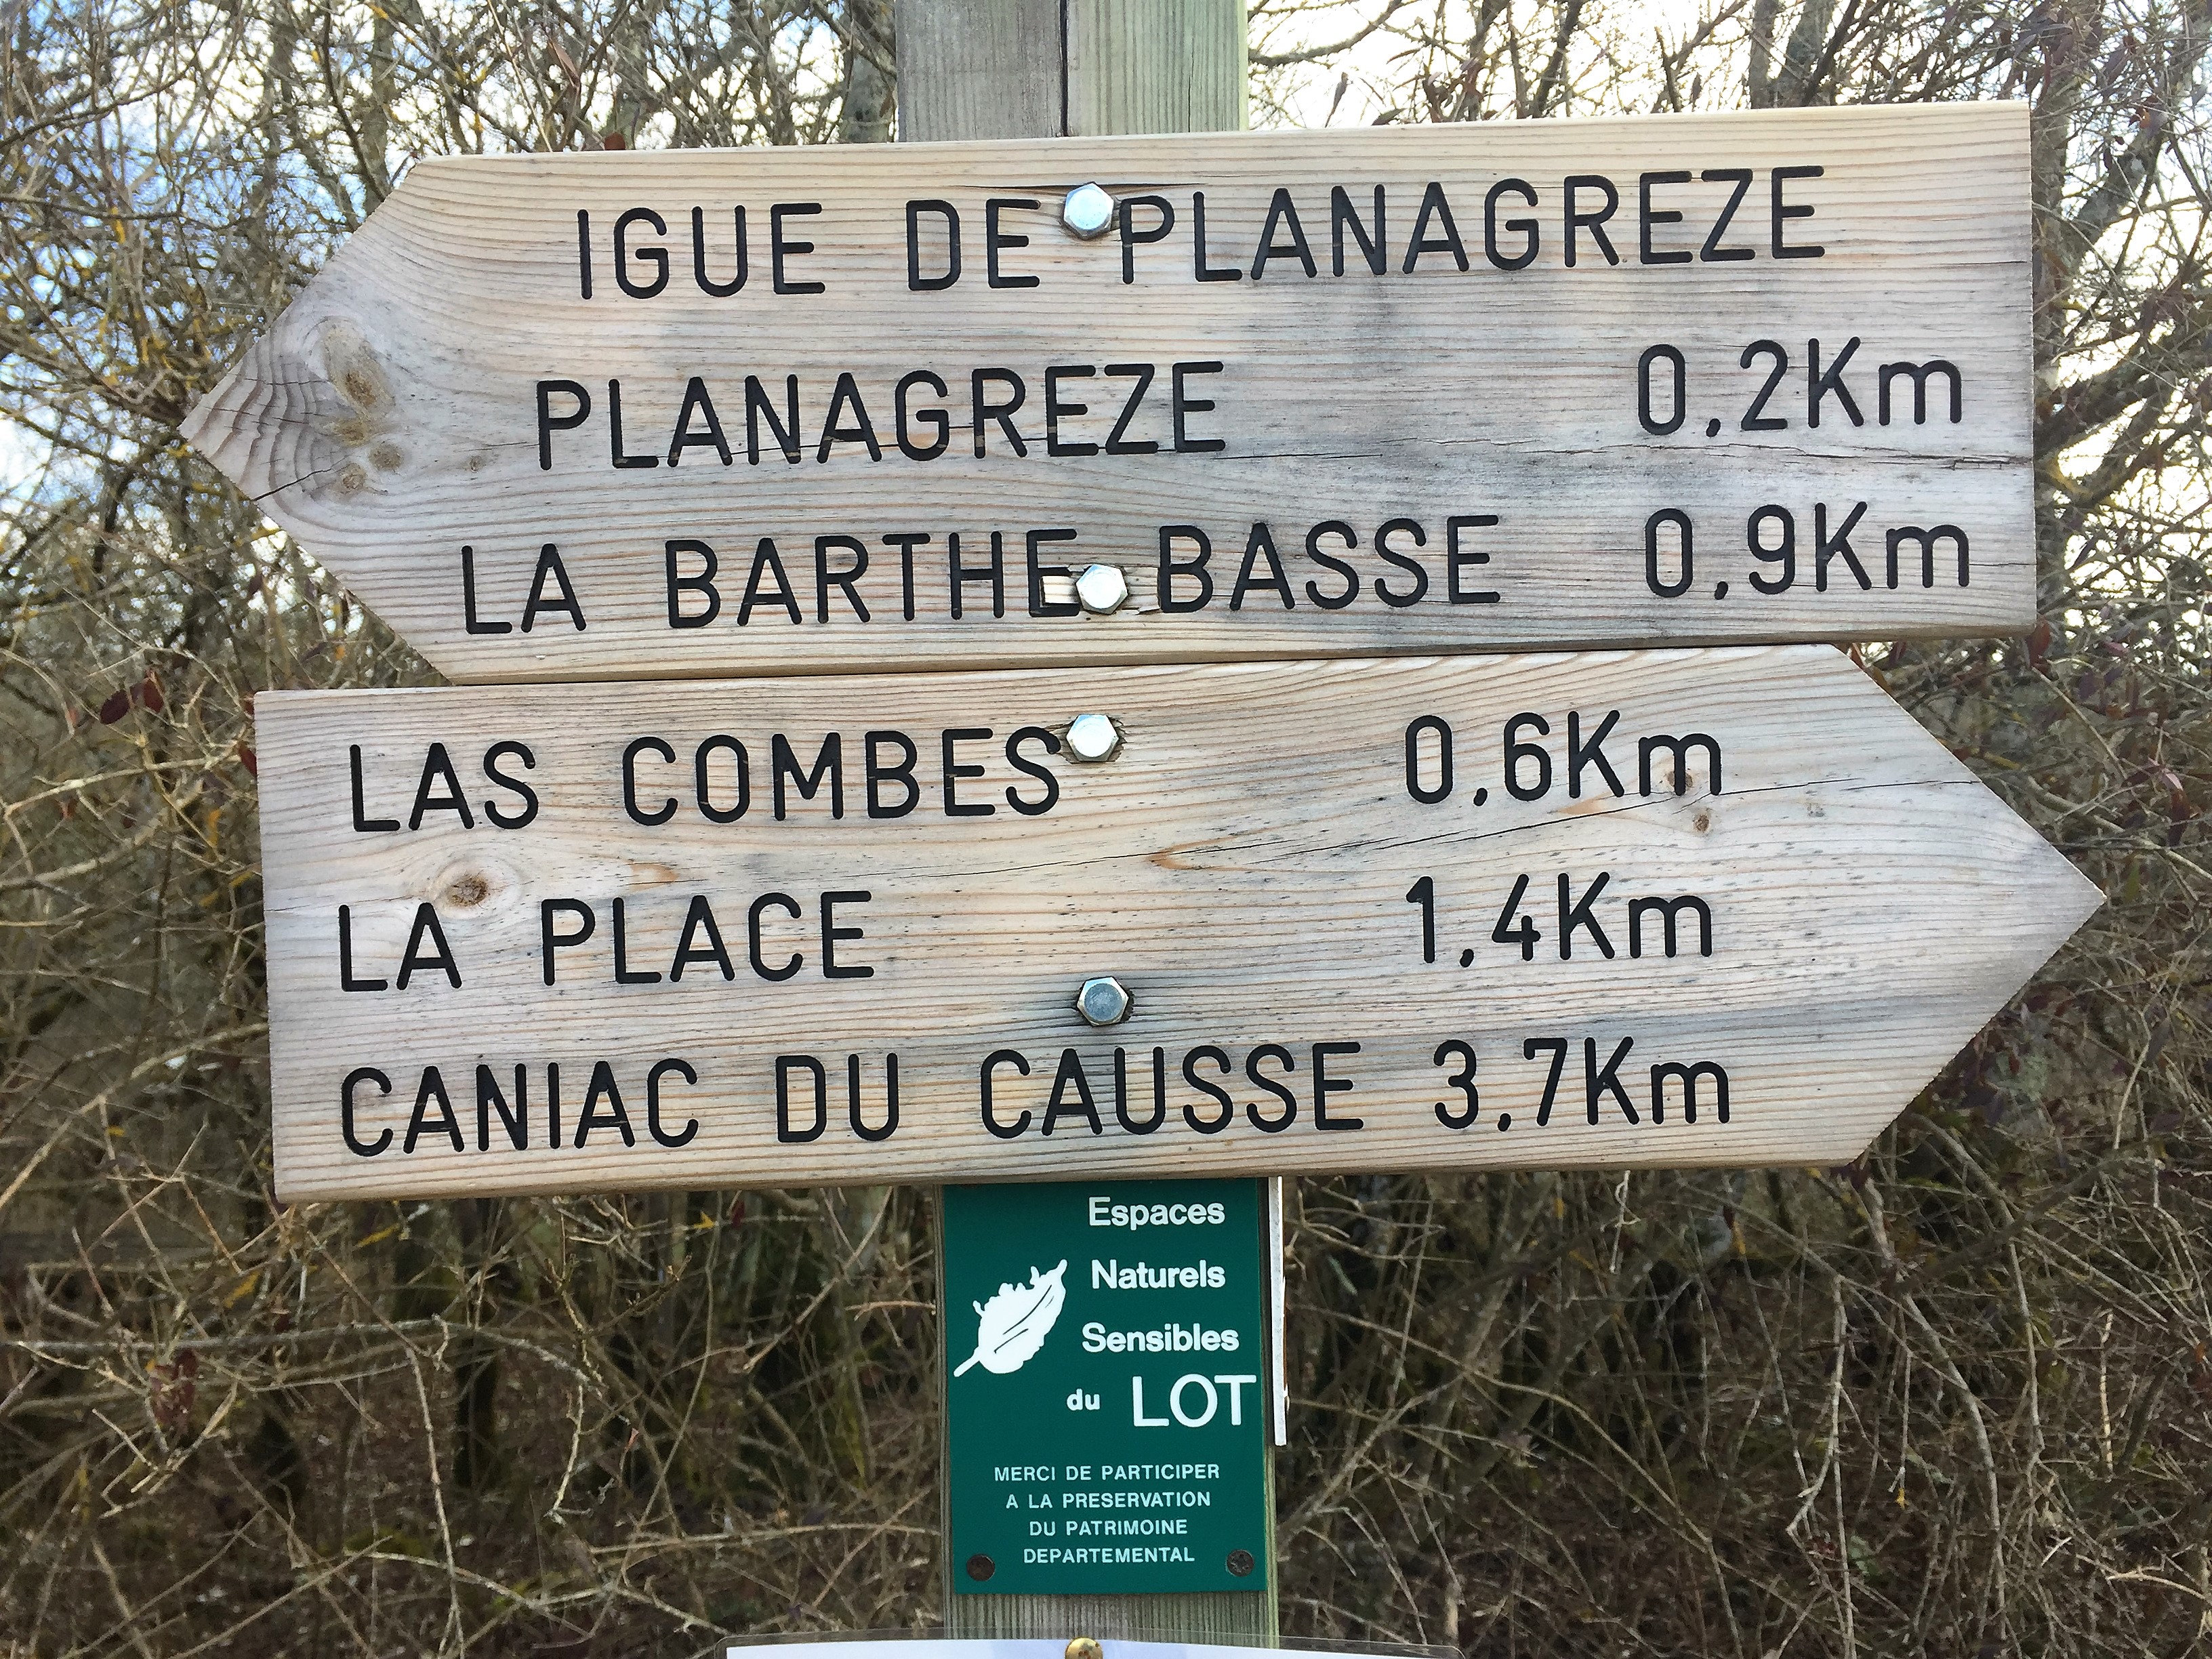 IGUE DE PLANAGREZE
PLANAGREZE 0,2Km
LA BARTHE BASSE 0,9Km
LAS COMBES 0,6Km
LA PLACE 1,4Km
CANIAC DU CAUSSE 3,7Km
Espaces
Naturels
Sensibles
du LOT
MERCI DE PARTICIPER
A LA PRESERVATION
DU PATRIMOINE
DEPARTEMENTAL